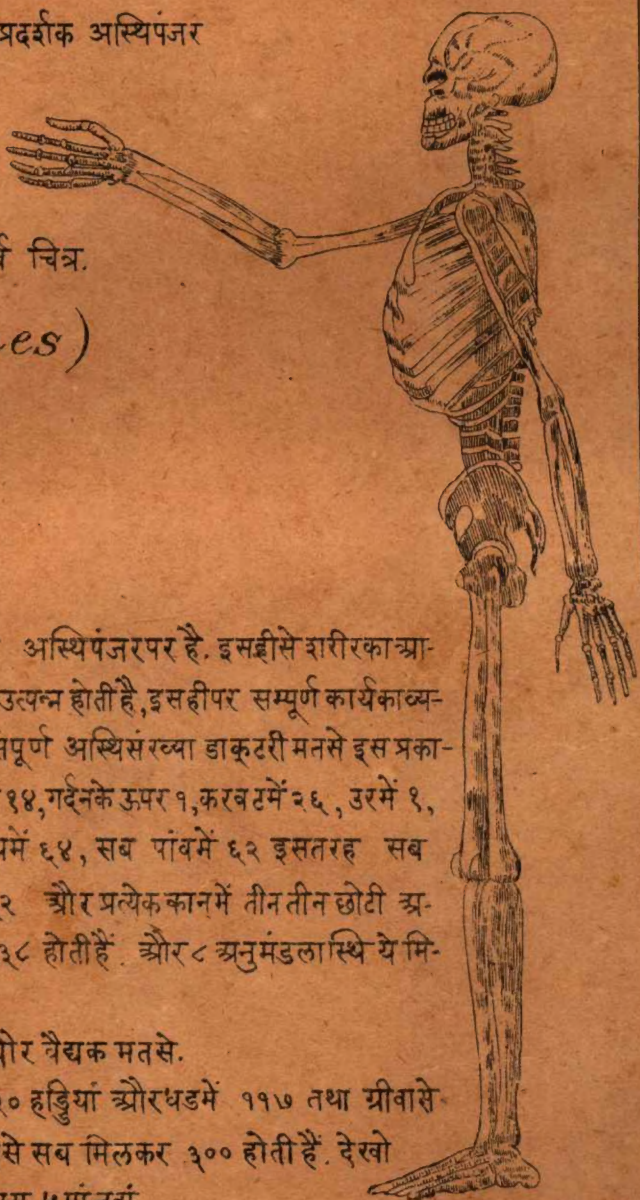 प्रदर्शक अस्थिपंजर
चित्र.
es)
अस्थिपंजरपर है. इसहीसे शरीरका आ-
उत्पन्न होती है, इसहीपर सम्पूर्ण कार्यका व्य-
अस्थिसंख्या डाक्टरी मतसे इस प्रका-
१४, गर्दनके ऊपर १, करवटमें २६, उरमें १,
में ६४, सब पांवमें ६२ इसतरह सब
२ और प्रत्येक कानमें तीन तीन छोटी अ-
३८ होती हैं. और ८ अनुमंडलास्थि ये मि-
वैद्यक मतसे.
० हड्डियां और धडमें ११७ तथा ग्रीवासे
से सब मिलकर ३०० होती हैं. देखो